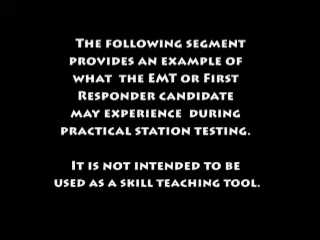 The following segment
provides an example of
what the EMT or First
Responder candidate
may experience during
practical station testing.
It is not intended to be
used as a skill teaching tool.